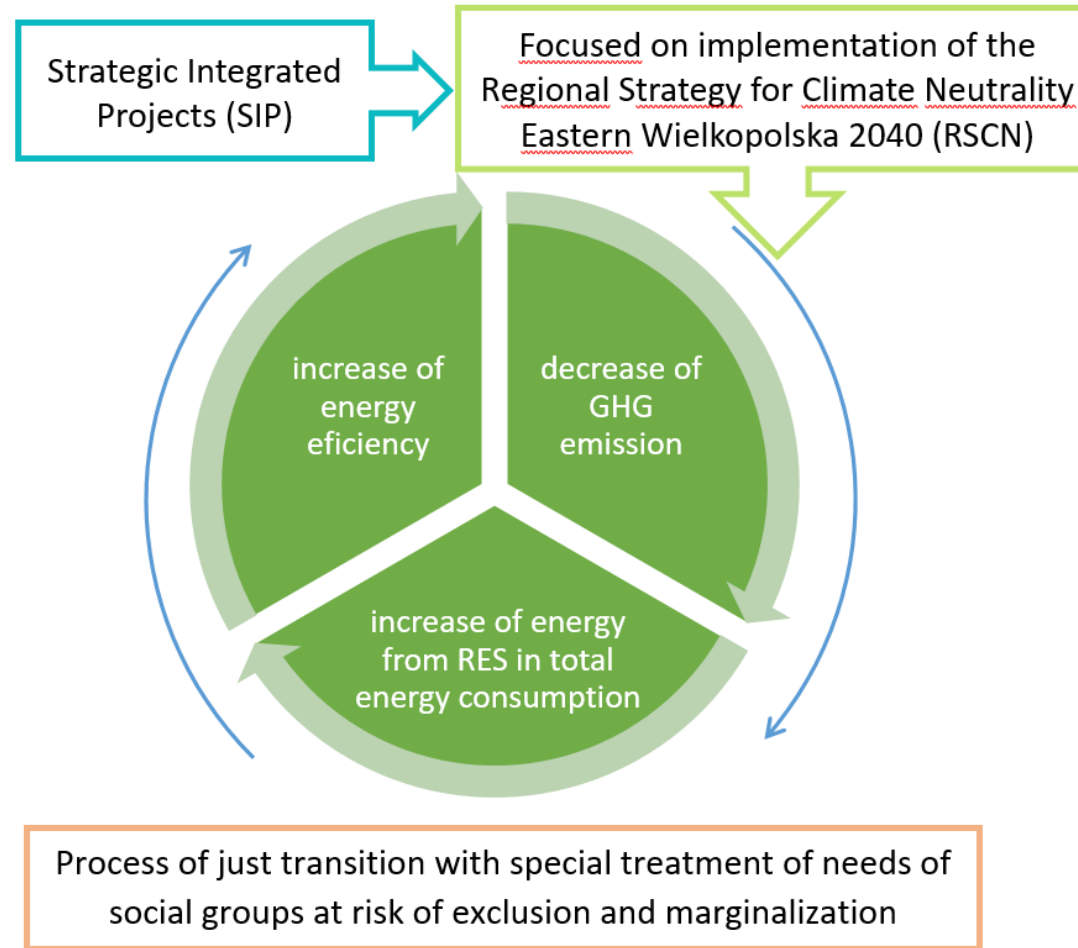 Strategic Integrated
Projects (SIP)
Focused on implementation of the
Regional Strategy for Climate Neutrality
Eastern Wielkopolska 2040 (RSCN)
increase of
energy
eficiency
decrease of
GHG
emission
increase of energy
from RES in total
energy consumption
Process of just transition with special treatment of needs of
social groups at risk of exclusion and marginalization